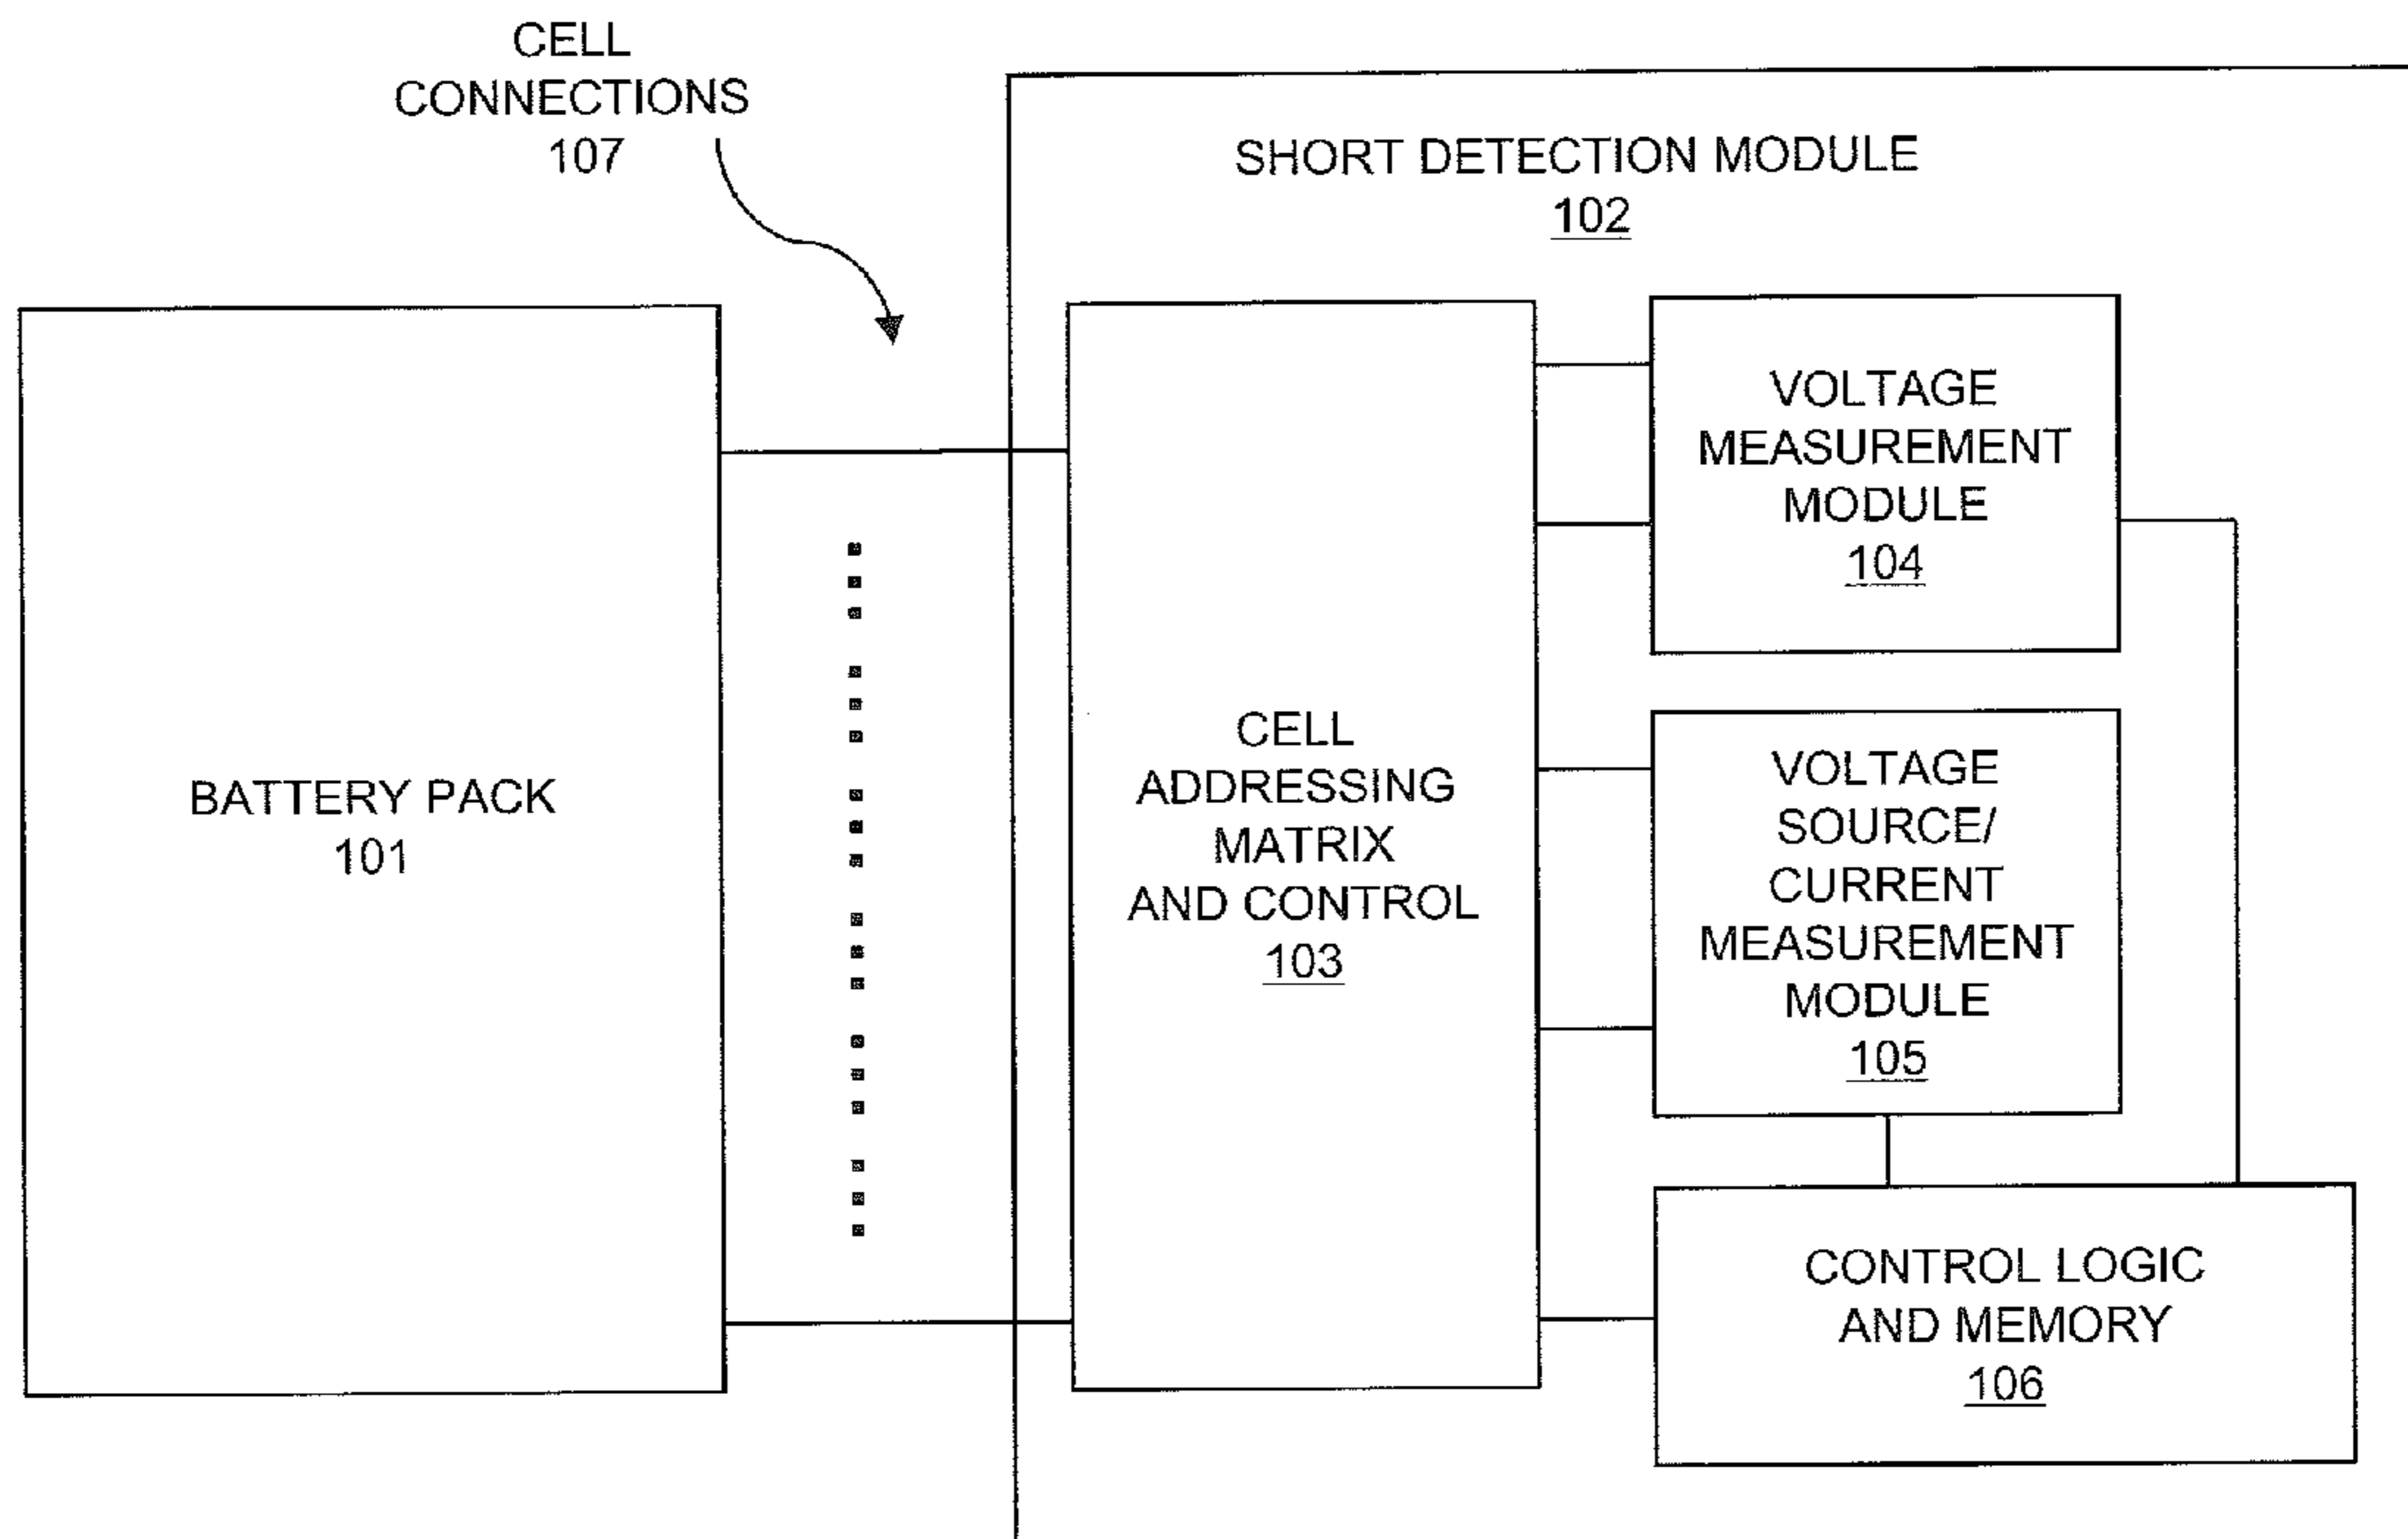 CELL
CONNECTIONS
107
SHORT DETECTION MODULE
102
BATTERY PACK
101
CELL
ADDRESSING
MATRIX
AND CONTROL
103
VOLTAGE
MEASUREMENT
MODULE
104
VOLTAGE
SOURCE/
CURRENT
MEASUREMENT
MODULE
105
CONTROL LOGIC
AND MEMORY
106